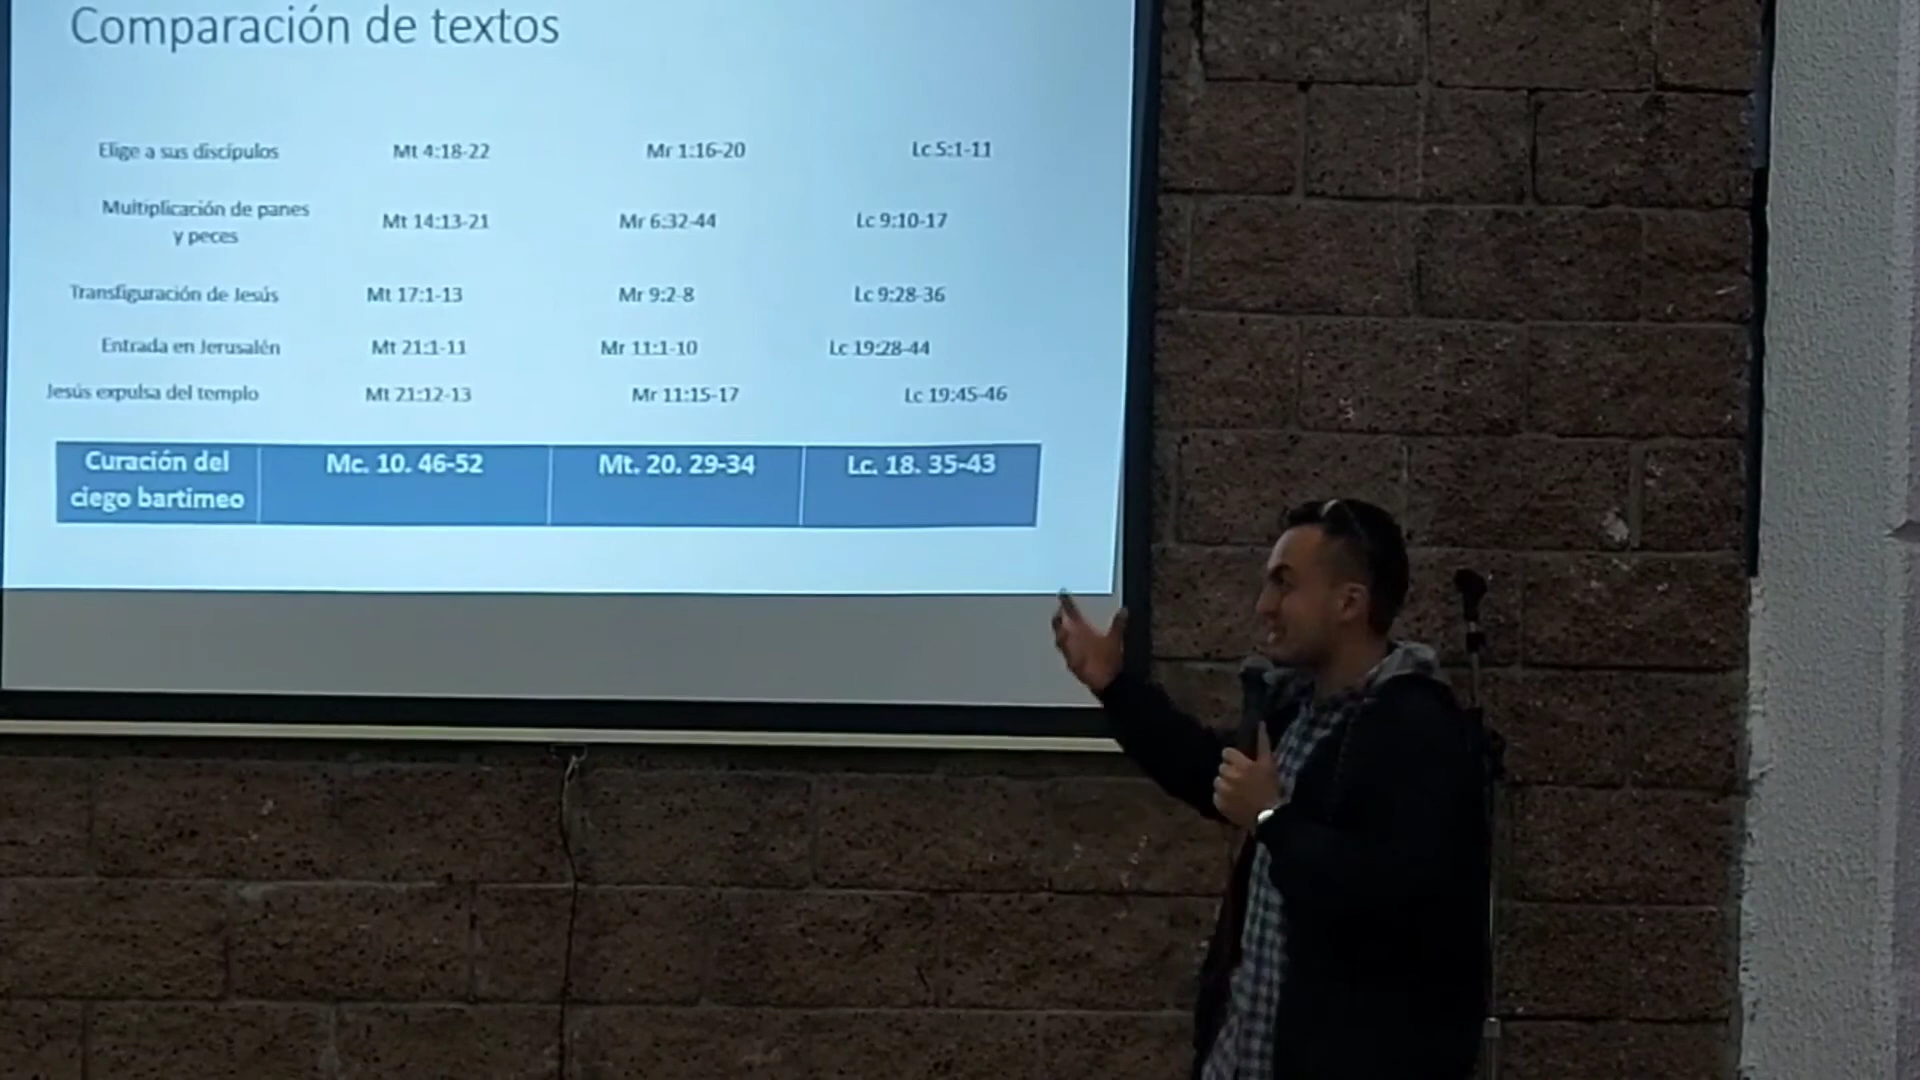 Comparación de textos
Elige a sus discípulos Mt 4:18-22 Mr 1:16-20 Lc 5:1-11
Multiplicación de panes
y peces Mt 14:13-21 Mr 6:32-44 Lc 9:10-17
Transfiguración de Jesús Mt 17:1-13 Mr 9:2-8 Lc 9:28-36
Entrada en Jerusalén Mt 21:1-11 Mr 11:1-10 Lc 19:28-44
Jesús expulsa del templo Mt 21:12-13 Mr 11:15-17 Lc 19:45-46
Curación del Mc. 10. 46-52 Mt. 20. 29-34 Lc. 18. 35-43
ciego bartimeo